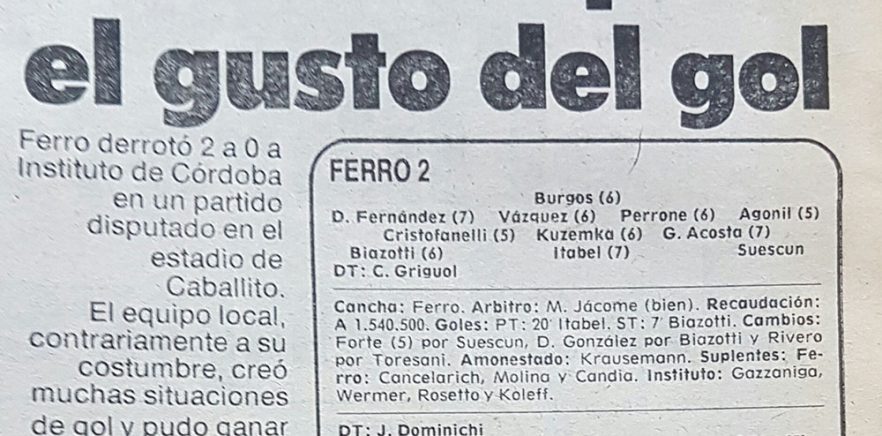 el gusto del gol
Ferro derrotó 2 a 0 a
Instituto de Córdoba
en un partido
disputado en el
estadio de
Caballito.
El equipo local,
contrariamente a su
costumbre, creó
muchas situaciones
de gol y pudo ganar
FERRO 2
Burgos (6)
D. Fernández (7) Vázquez (6) Perrone (6) Agonil (5)
Cristofanelli (5) Kuzemka (6) G. Acosta (7)
Biazotti (6) Itabel (7) Suescun
DT: C. Griguol
Cancha: Ferro. Arbitro: M. Jácome (bien). Recaudación:
A 1.540.500. Goles: PT: 20' Itabel. ST: 7' Biazotti. Cambios:
Forte (5) por Suescun, D. González por Biazotti y Rivero
por Toresani. Amonestado: Krausemann. Suplentes: Fe-
rro: Cancelarich, Molina y Candia. Instituto: Gazzaniga,
Wermer, Rosetto y Koleff.
DT: J. Dominichi